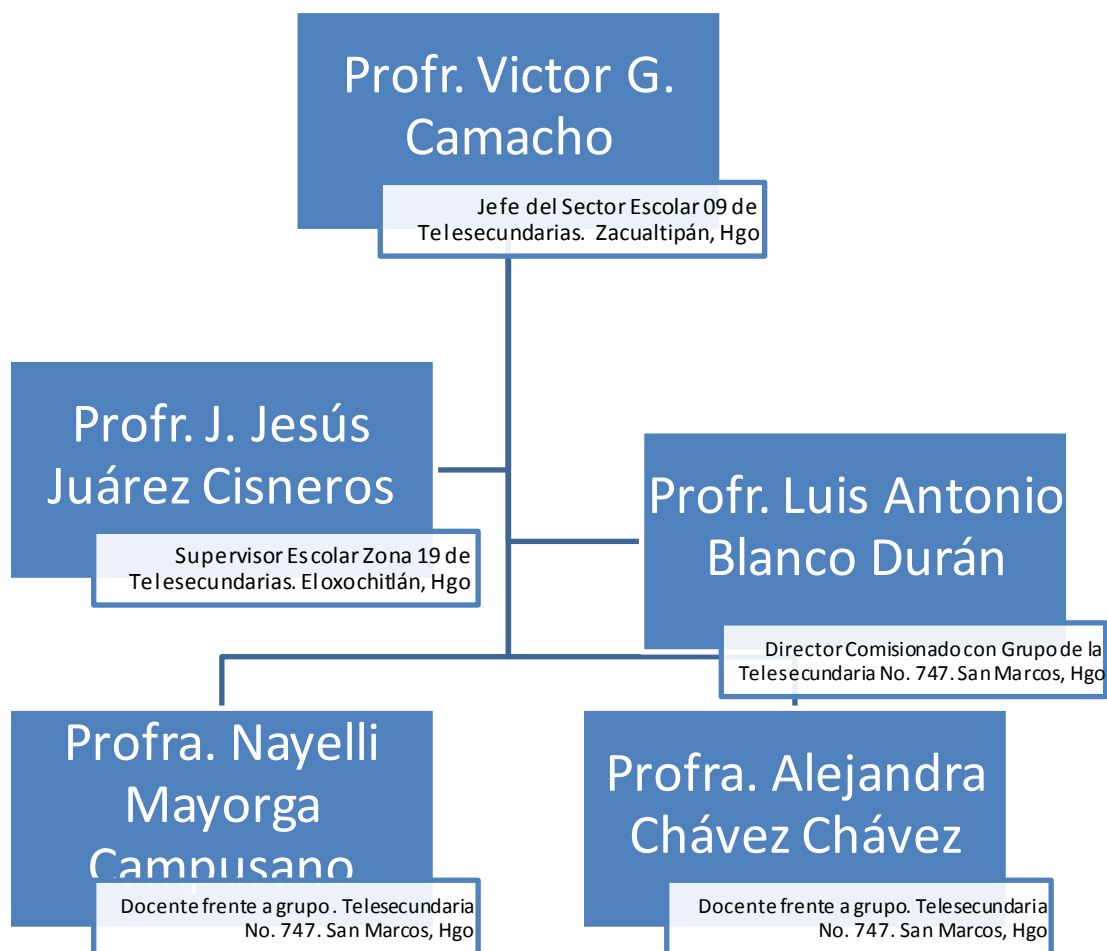 Profr. Victor G.
Camacho
Jefe del Sector Escolar 09 de
Telesecundarias. Zacualtipán, Hgo
Profr. J. Jesús
Juárez Cisneros
Supervisor Escolar Zona 19 de
Telesecundarias. Eloxochitlán, Hgo
Profr. Luis Antonio
Blanco Durán
Director Comisionado con Grupo de la
Telesecundaria No. 747. San Marcos, Hgo
Profra. Nayelli
Mayorga
Campusano
Docente frente a grupo. Telesecundaria
No. 747. San Marcos, Hgo
Profra. Alejandra
Chávez Chávez
Docente frente a grupo. Telesecundaria
No. 747. San Marcos, Hgo